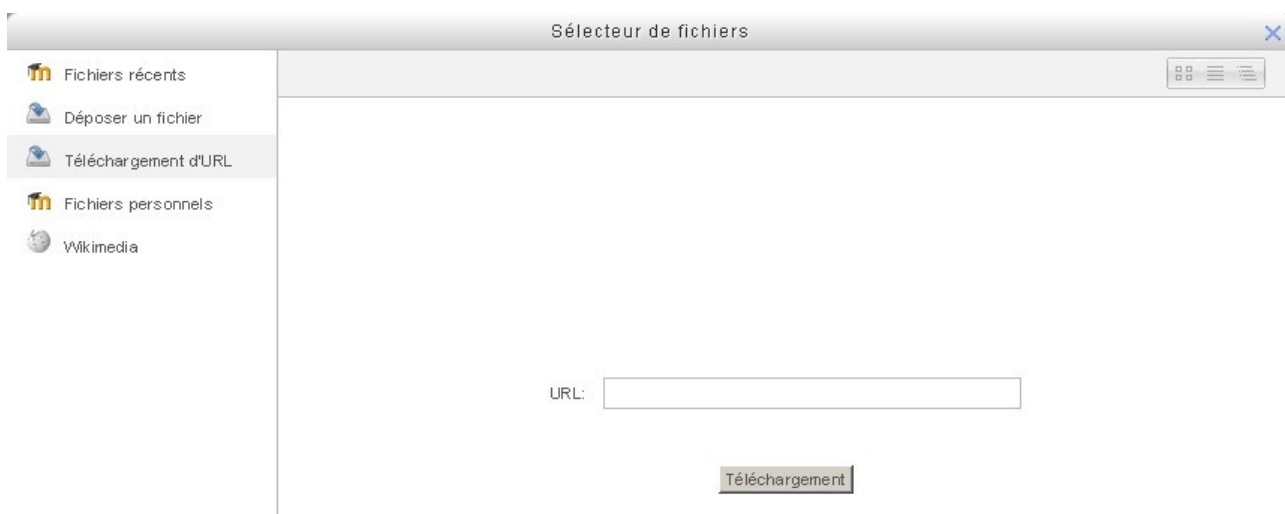 Sélecteur de fichiers
Fichiers récents
Déposer un fichier
Téléchargement d'URL
Fichiers personnels
Wikimedia
URL:
Téléchargement